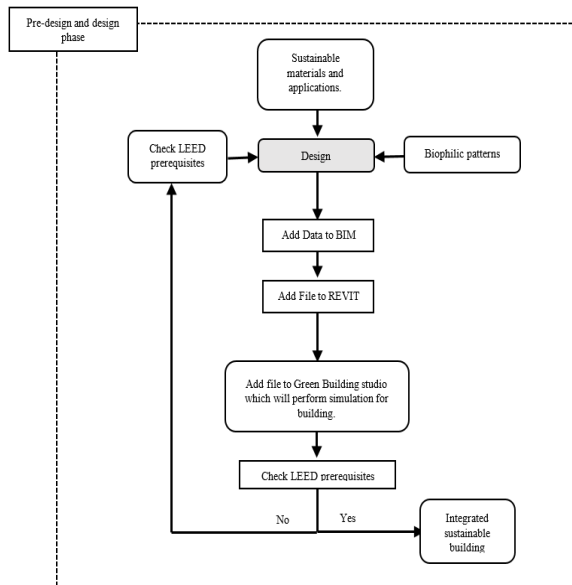 Pre-design and design
phase
Sustainable
materials and
applications.
Check LEED
prerequisites
Design
Biophilic patterns
Add Data to BIM
Add File to REVIT
Add file to Green Building studio
which will perform simulation for
building.
Check LEED prerequisites
No
Yes
Integrated
sustainable
building